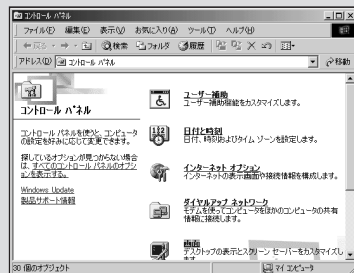 コントロール パネル
ファイル(F) 編集(E) 表示(V) お気に入り(A) ツール(T) ヘルプ(H)
戻る 検索 フォルダ 履歴
アドレス(D) コントロール パネル 移動
コントロール パネル
コントロール パネルを使うと、コンピュータ
の設定を好みに応じて変更できます。
探しているオプションが見つからない場合
は、すべてのコントロール パネルのオプシ
ョンを表示する。
Windows Update
製品サポート情報
ユーザー補助
ユーザー補助機能をカスタマイズします。
日付と時刻
日付、時刻およびタイム ゾーンを設定します。
インターネット オプション
インターネットの表示画面や接続情報を構成します。
ダイヤルアップ ネットワーク
モデムを使ってコンピュータをほかのコンピュータの共有
情報に接続します。
画面
デスクトップの表示とスクリーン セーバーをカスタマイズし
ます。
30 個のオブジェクト
マイ コンピュータ